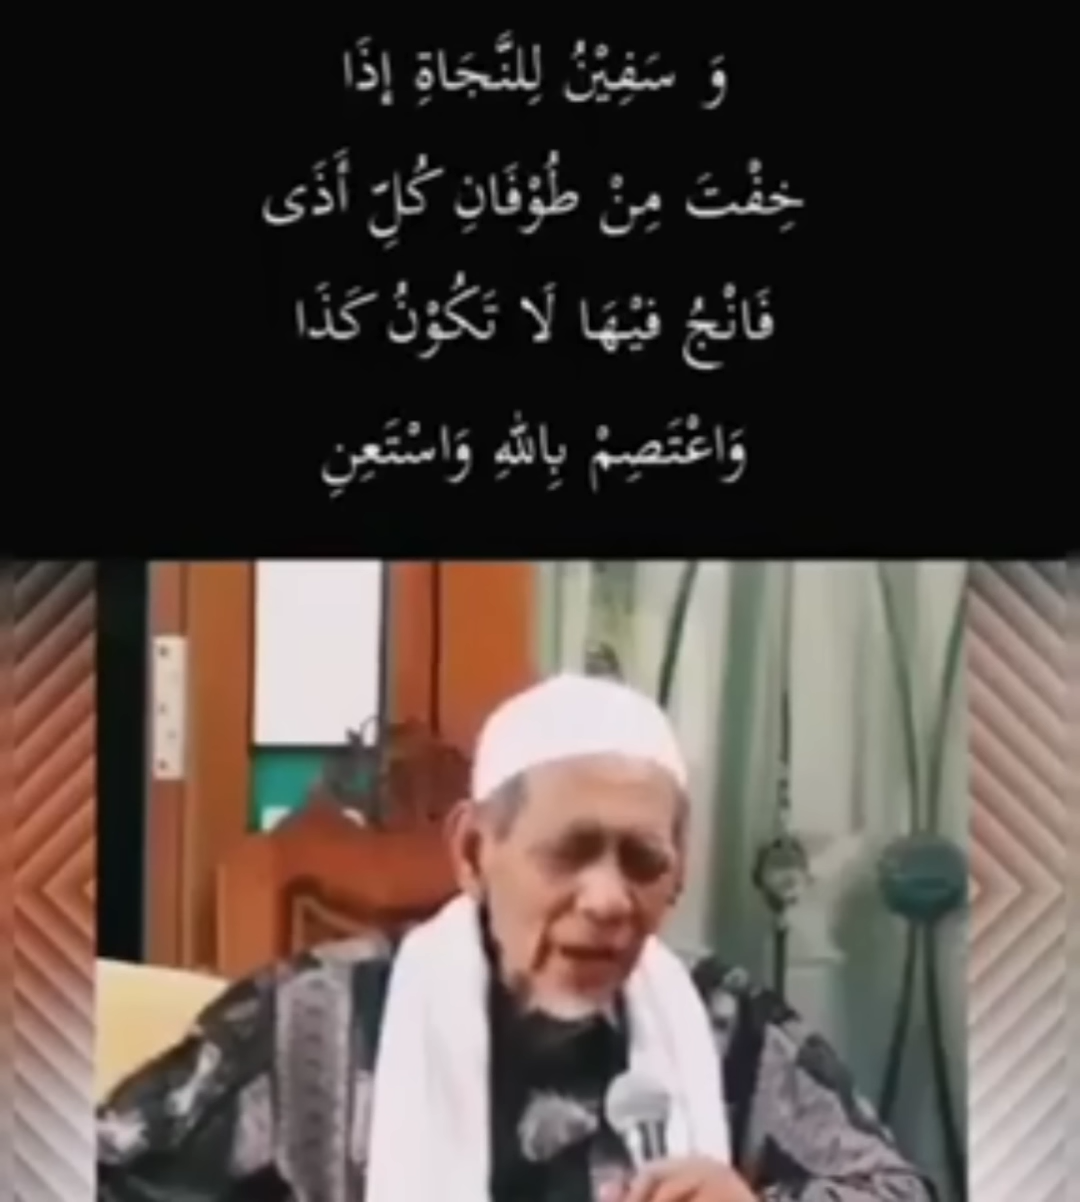 وَ سَفِيْنُ لِلنَّجَاةِ إِذَا
خِفْتَ مِنْ طُوْفَانِ كُلِّ أَذَى
فَانْجُ فِيْهَا لَا تَكُوْنُ كَذَا
وَاعْتَصِمْ بِاللهِ وَاسْتَعِنِ